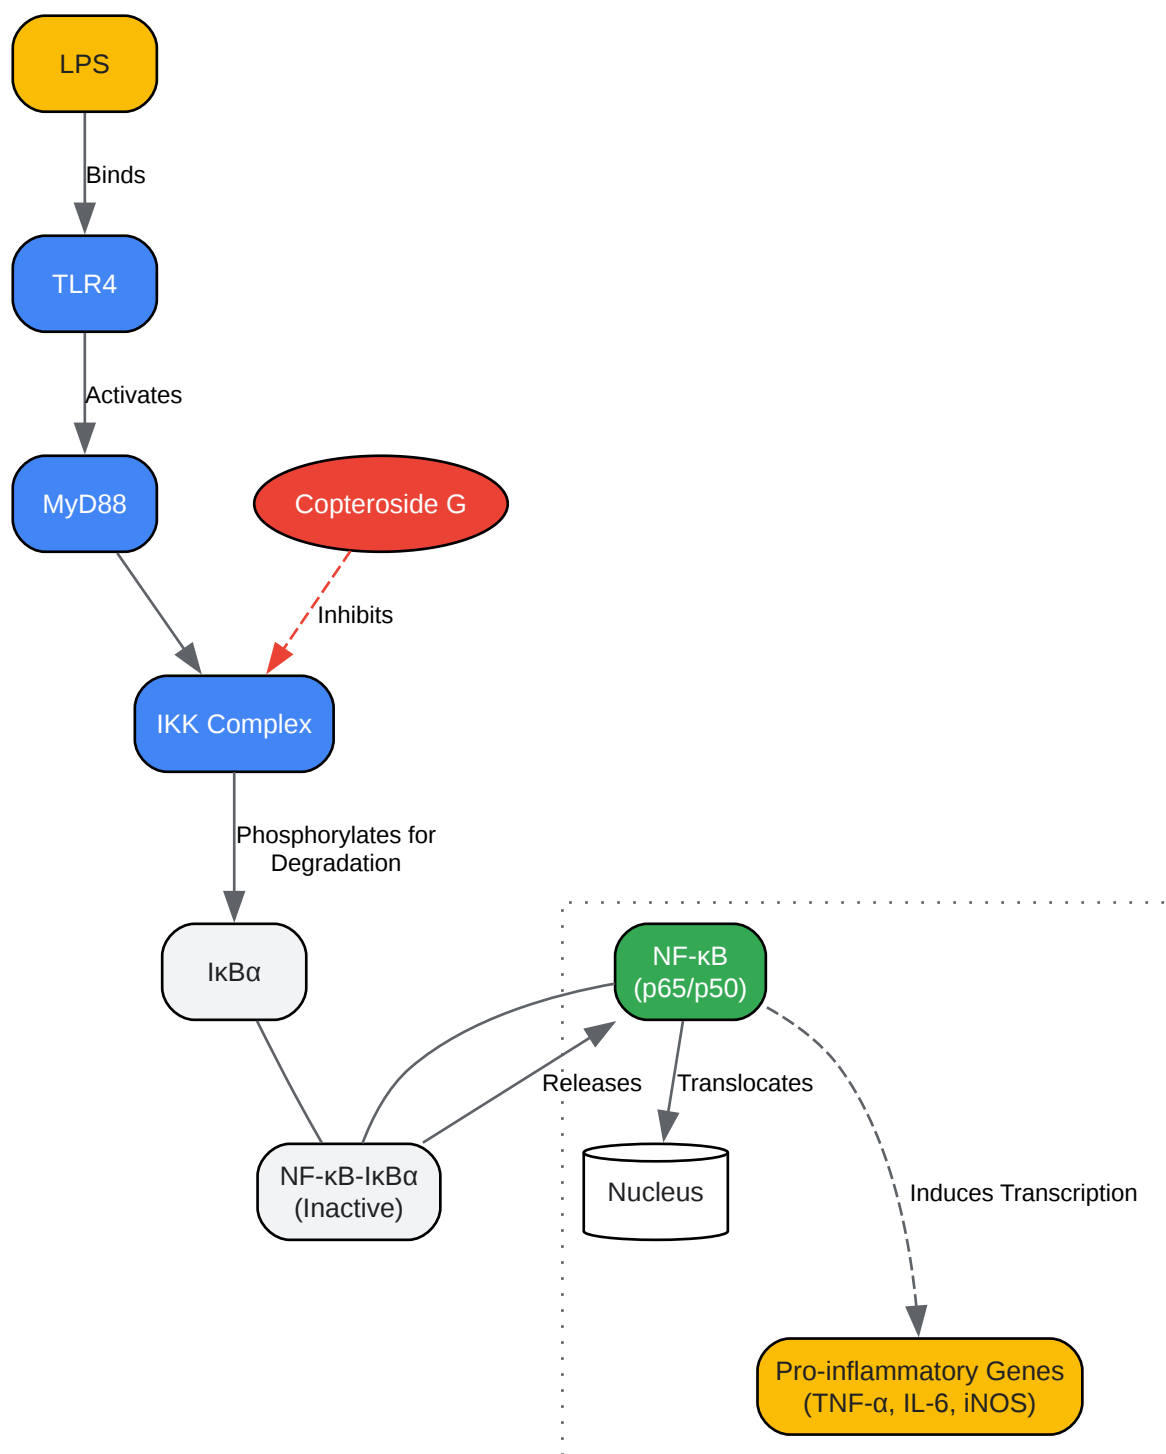 LPS
Binds
TLR4
Activates
MyD88
Copteroside G
Inhibits
IKK Complex
Phosphorylates for
Degradation
IκBα
NF-κB
(p65/p50)
Releases
Translocates
NF-κB-IκBα
(Inactive)
Nucleus
Induces Transcription
Pro-inflammatory Genes
(TNF-α, IL-6, iNOS)